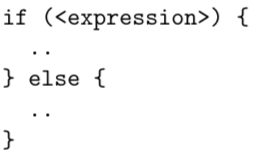 if (<expression>) {
  ..
} else {
  ..
}